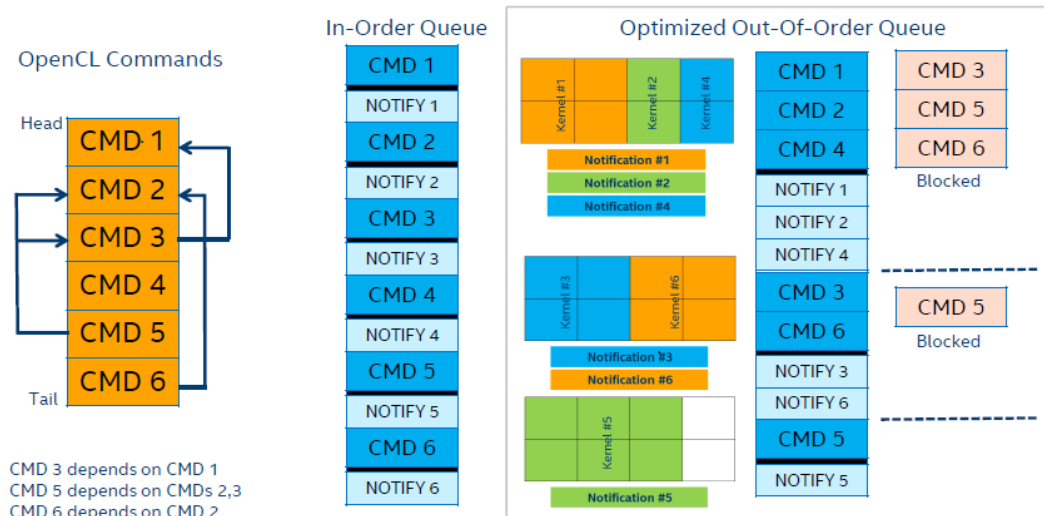 OpenCL Commands
Head
CMD 1
CMD 2
CMD 3
CMD 4
CMD 5
CMD 6
Tail
CMD 3 depends on CMD 1
CMD 5 depends on CMDs 2,3
CMD 6 depends on CMD 2
In-Order Queue
CMD 1
NOTIFY 1
CMD 2
NOTIFY 2
CMD 3
NOTIFY 3
CMD 4
NOTIFY 4
CMD 5
NOTIFY 5
CMD 6
NOTIFY 6
Optimized Out-Of-Order Queue
Kernel #1
Kernel #2
Kernel #4
Notification #1
Notification #2
Notification #4
Kernel #3
Kernel #6
Notification #3
Notification #6
Kernel #5
Notification #5
CMD 1
CMD 2
CMD 4
NOTIFY 1
NOTIFY 2
NOTIFY 4
CMD 3
CMD 6
NOTIFY 3
NOTIFY 6
CMD 5
NOTIFY 5
CMD 3
CMD 5
CMD 6
Blocked
CMD 5
Blocked